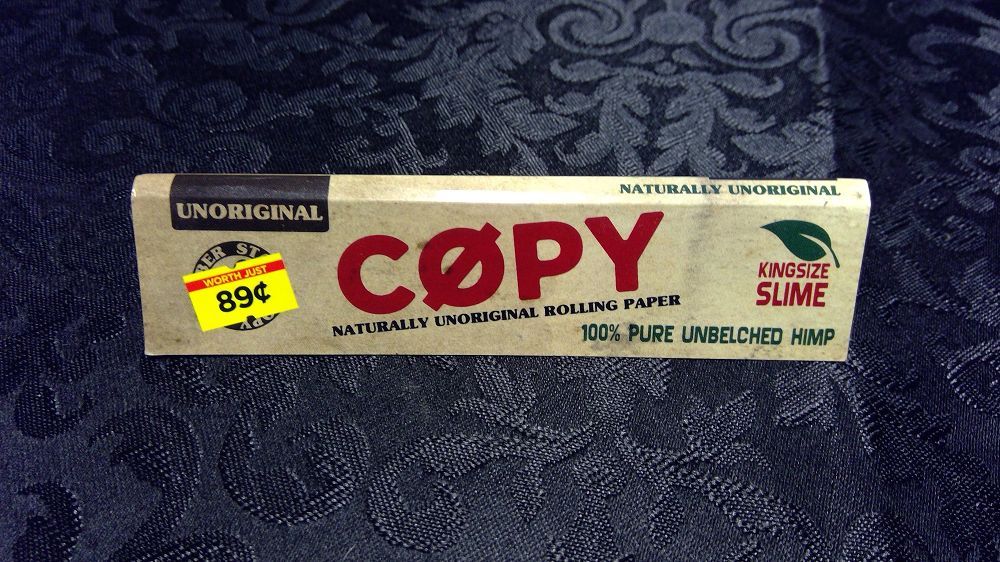 NATURALLY UNORIGINAL
UNORIGINAL
CØPY
NATURALLY UNORIGINAL ROLLING PAPER
WORTH JUST
89¢
KINGSIZE
SLIME
100% PURE UNBELCHED HIMP